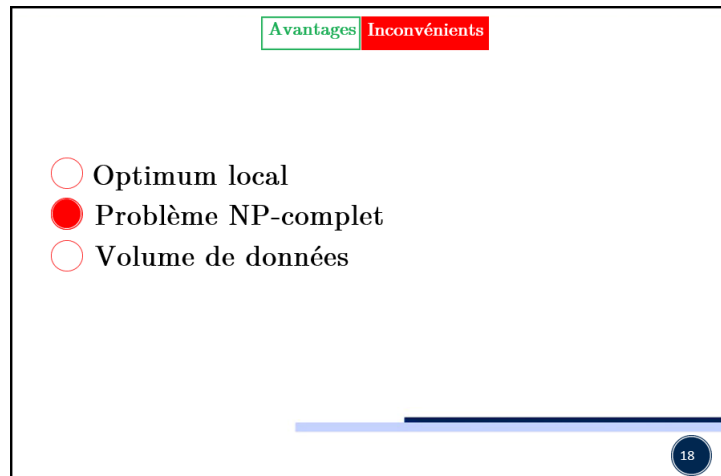 Avantages Inconvénients
Optimum local
Problème NP-complet
Volume de données
18